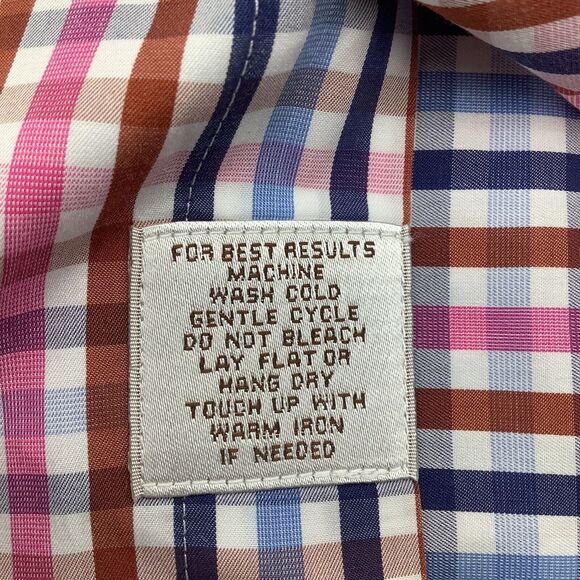 FOR BEST RESULTS
MACHINE
WASH COLD
GENTLE CYCLE
DO NOT BLEACH
LAY FLAT OR
HANG DRY
TOUCH UP WITH
WARM IRON
IF NEEDED